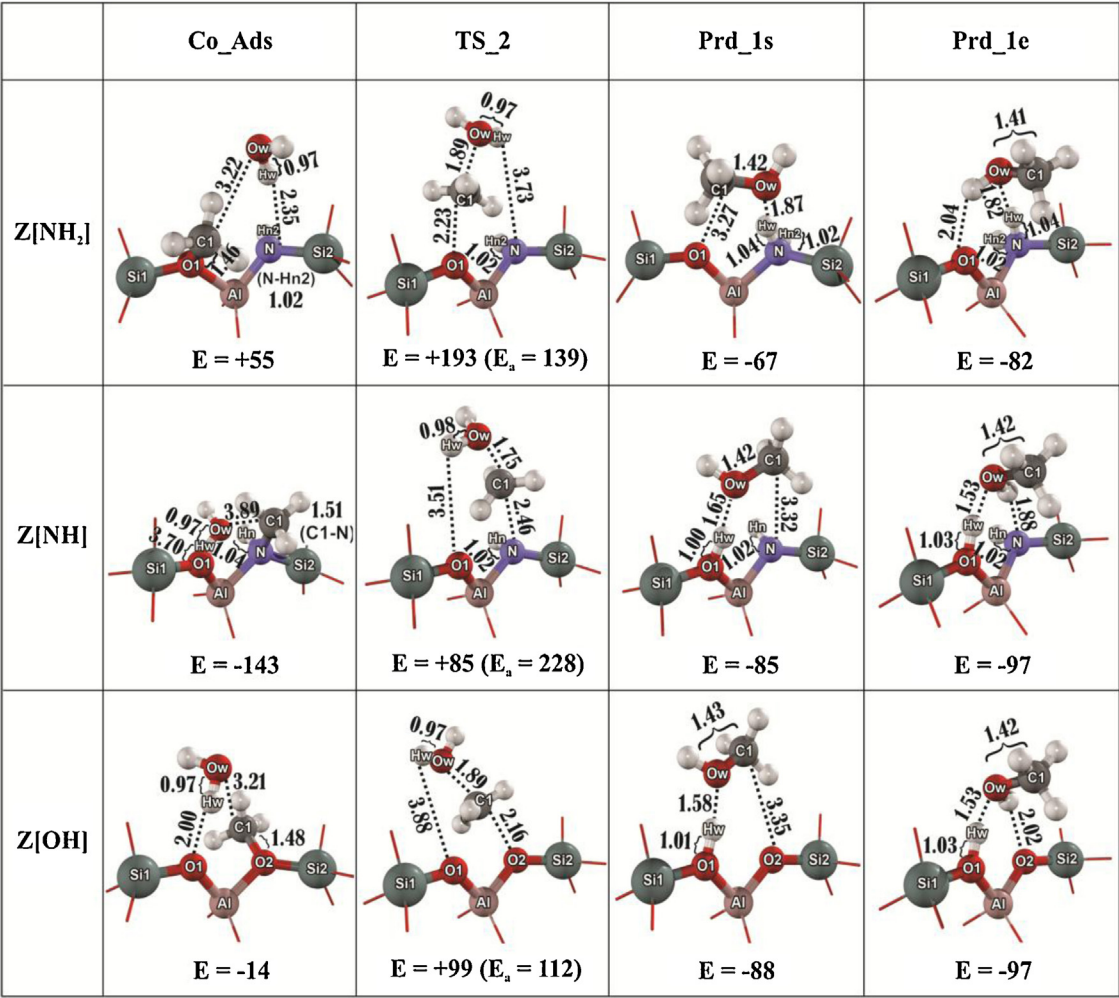 Co_Ads TS_2 Prd_1s Prd_1e
Z[NH₂]
Ow
0.97
Hw
3.22
2.35
Hn2
C1
1.46
N
O1
Si2
Si1
(N-Hn2)
1.02
Al
E = +55
0.97
Ow Hw
1.89
C1
3.73
2.23
Hn2
1.02
O1
N
Si2
Si1
Al
E = +193 (Eₐ = 139)
1.42
C1
Ow
1.87
3.27
Hw
Hn2
1.04
1.02
O1
N
Si2
Si1
Al
E = -67
1.41
Ow
C1
1.82
2.04
Hw
1.04
Hn2
N
Si2
1.02
O1
Si1
Al
E = -82
Z[NH]
3.89
1.51
(C1-N)
0.97
Ow
Hn
C1
Hw
3.70
1.04
N
O1
Si1
Si2
Al
E = -143
0.98
Ow
Hw
1.75
C1
3.51
2.46
Hn
1.02
N
O1
Si2
Si1
Al
E = +85 (Eₐ = 228)
1.42
C1
Ow
1.65
3.32
1.00
Hw
Hn
1.02
N
O1
Si2
Si1
Al
E = -85
1.42
Ow
C1
1.53
1.88
Hw
Hn
1.03
N
Si2
O1
1.02
Si1
Al
E = -97
Z[OH]
Ow
0.97
3.21
Hw
2.00
C1
1.48
O1
O2
Si2
Si1
Al
E = -14
0.97
Hw
Ow
1.89
C1
3.88
2.16
O1
O2
Si2
Si1
Al
E = +99 (Eₐ = 112)
1.43
C1
Ow
1.58
3.35
Hw
1.01
O1
O2
Si2
Si1
Al
E = -88
1.42
Ow
C1
1.53
2.02
Hw
1.03
O1
O2
Si2
Si1
Al
E = -97